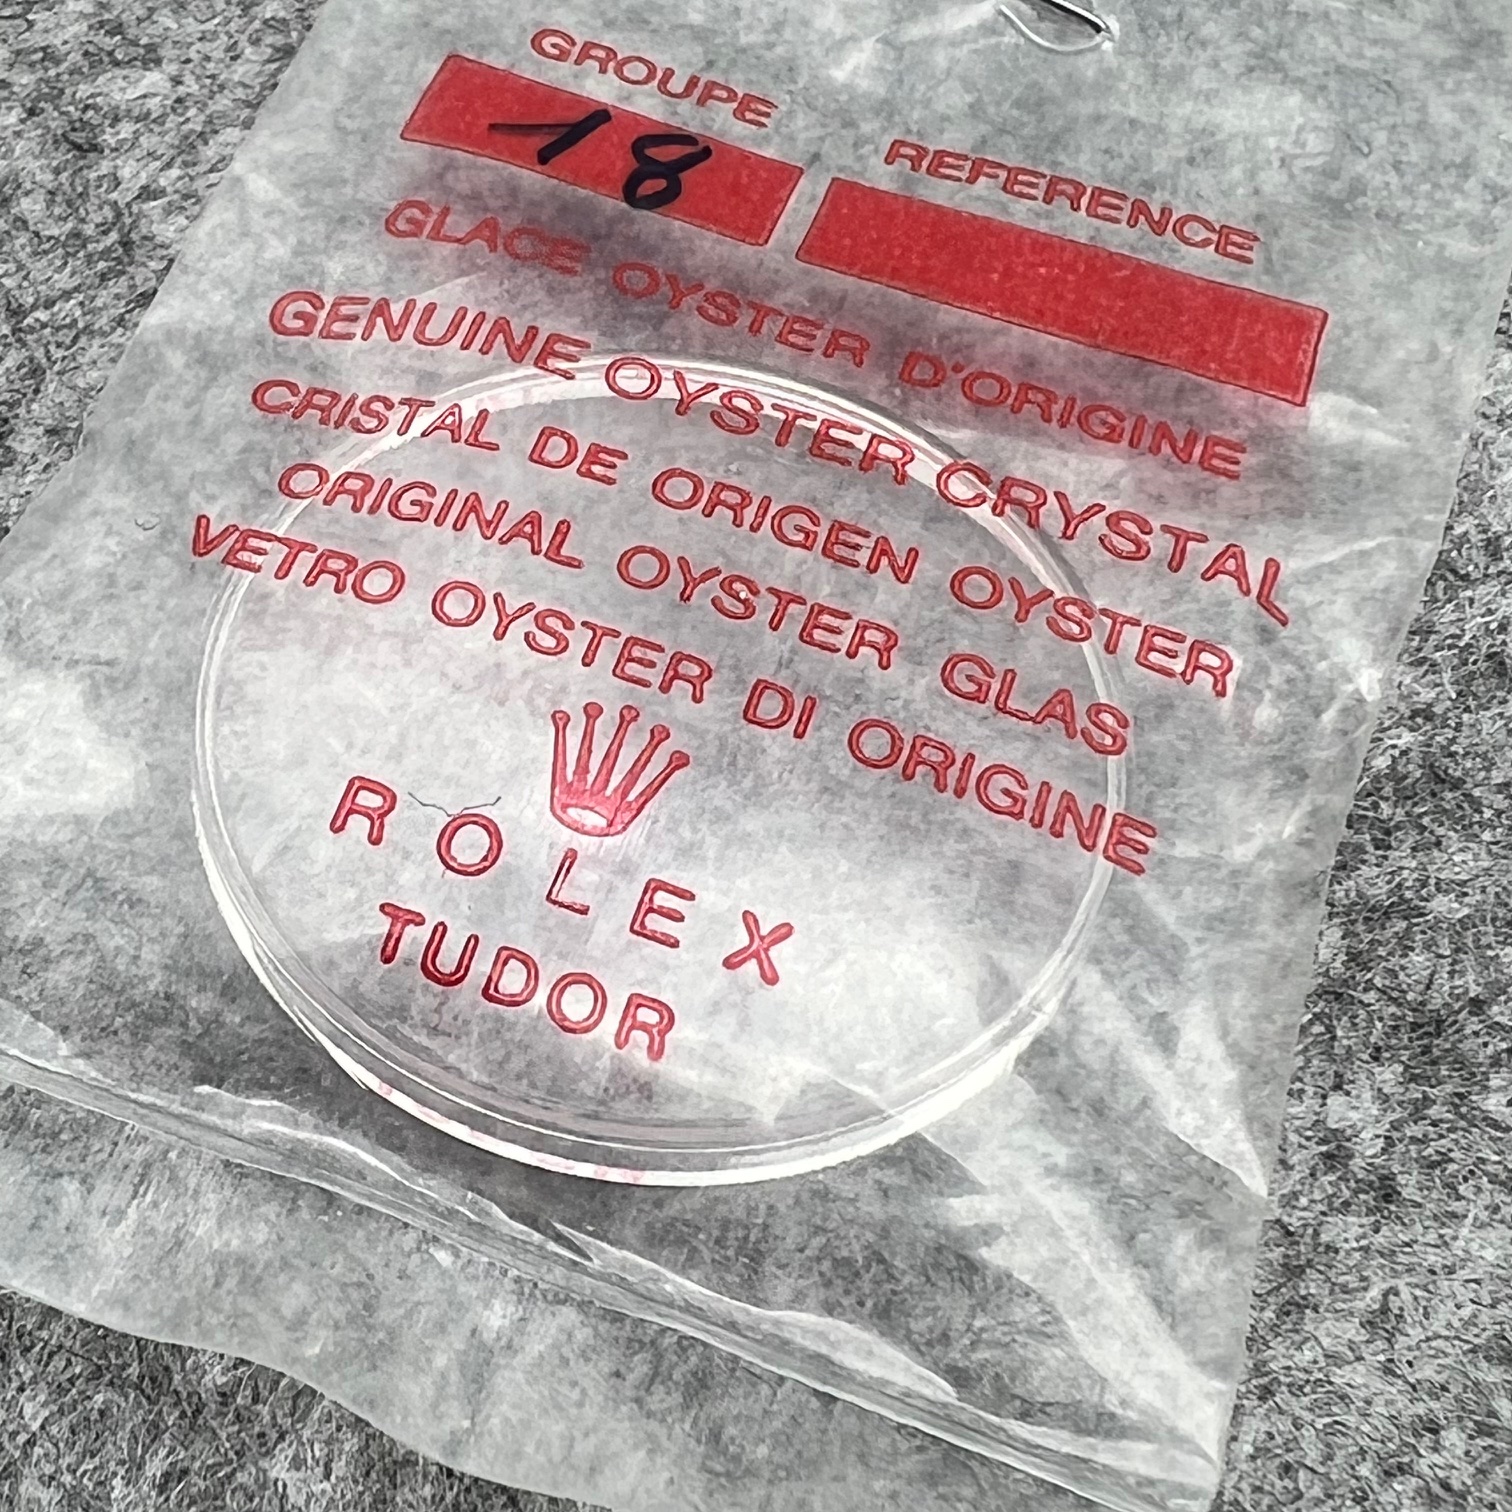 GROUPE
18
REFERENCE
GLACE OYSTER D'ORIGINE
GENUINE OYSTER CRYSTAL
CRISTAL DE ORIGEN OYSTER
ORIGINAL OYSTER GLAS
VETRO OYSTER DI ORIGINE
ROLEX
TUDOR